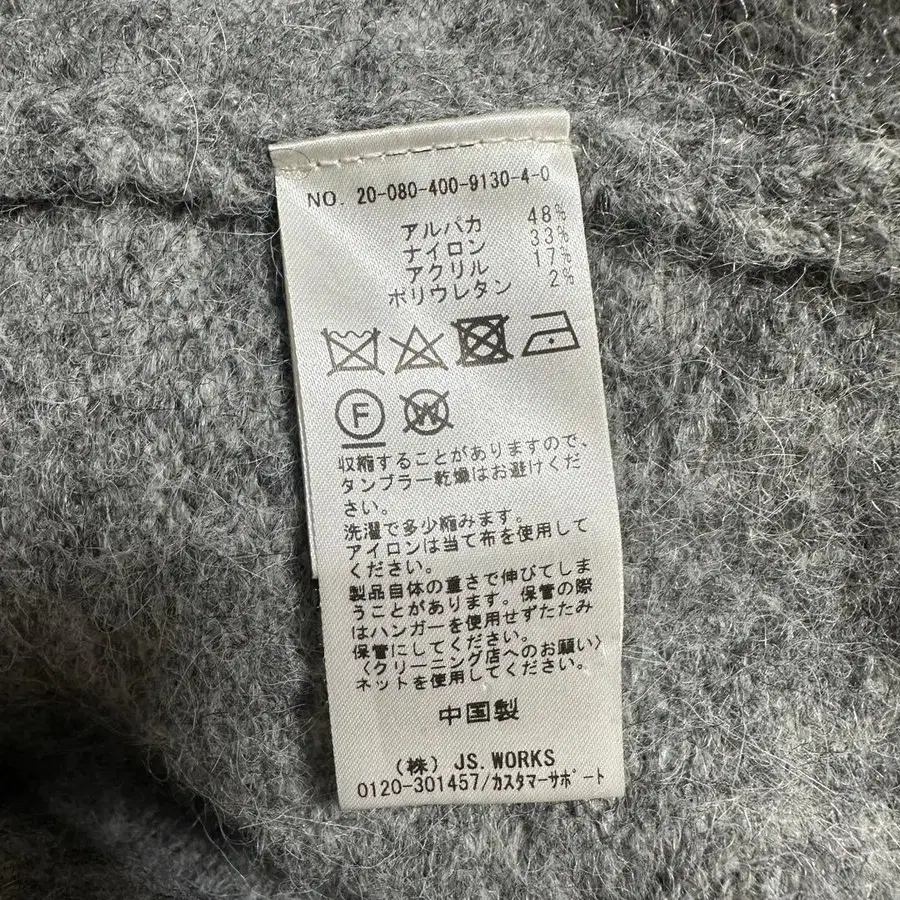 NO. 20-080-400-9130-4-0
アルパカ 48%
ナイロン 33%
アクリル 17%
ポリウレタン 2%
F W
収縮することがありますので、
タンブラー乾燥はお避けくだ
さい。
洗濯で多少縮みます。
アイロンは当て布を使用して
ください。
製品自体の重さで伸びてしま
うことがあります。保管の際
はハンガーを使用せずたたみ
保管にしてください。
〈クリーニング店へのお願い〉
ネットを使用してください。
中国製
(株) JS.WORKS
0120-301457/カスタマーサポート